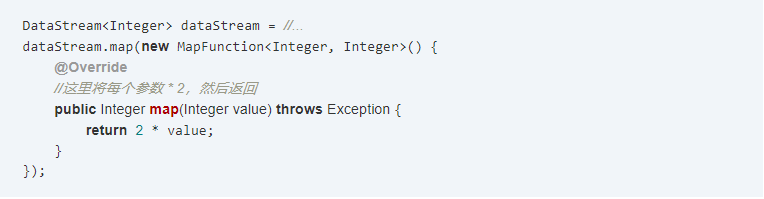 DataStream<Integer> dataStream = //...
dataStream.map(new MapFunction<Integer, Integer>() {
@Override
//这里将每个参数 * 2，然后返回
public Integer map(Integer value) throws Exception {
return 2 * value;
}
});